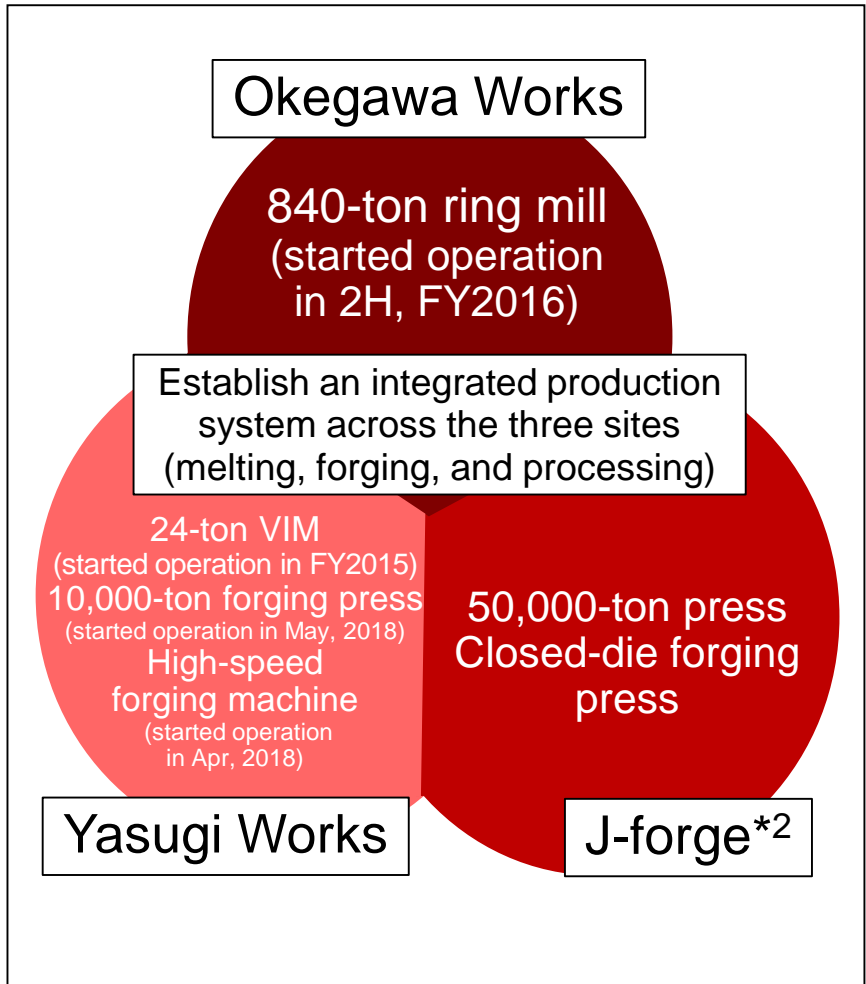 Okegawa Works
840-ton ring mill
(started operation
in 2H, FY2016)
Establish an integrated production
system across the three sites
(melting, forging, and processing)
24-ton VIM
(started operation in FY2015)
10,000-ton forging press
(started operation in May, 2018)
High-speed
forging machine
(started operation
in Apr, 2018)
50,000-ton press
Closed-die forging
press
Yasugi Works
J-forge*2